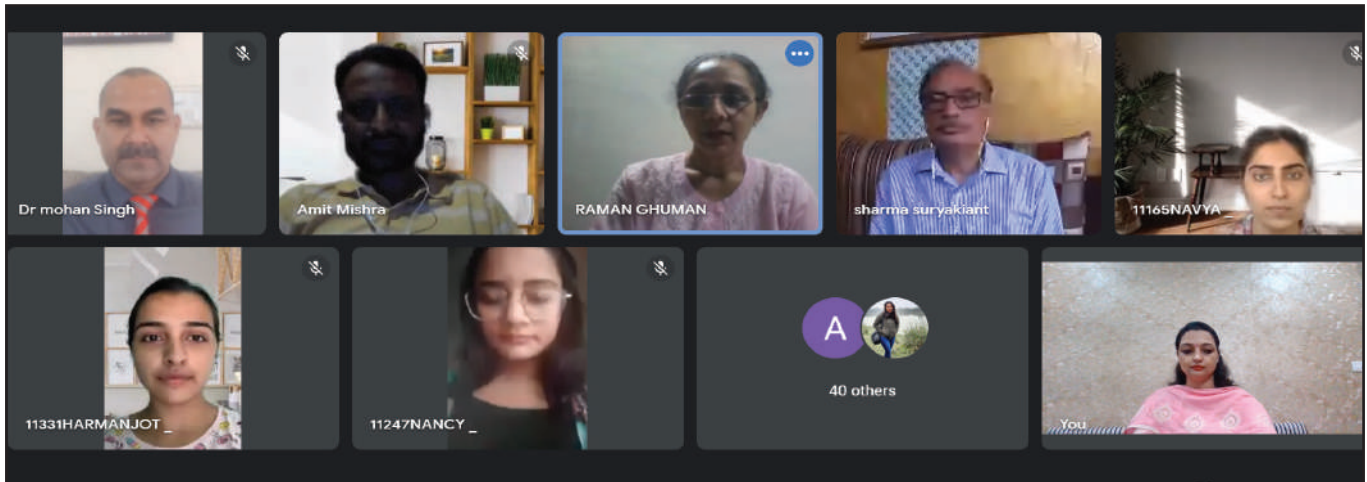 Dr mohan Singh
Amit Mishra
RAMAN GHUMAN
sharma suryakiant
11165NAVYA _
11331HARMANJOT _
11247NANCY _
A
40 others
You